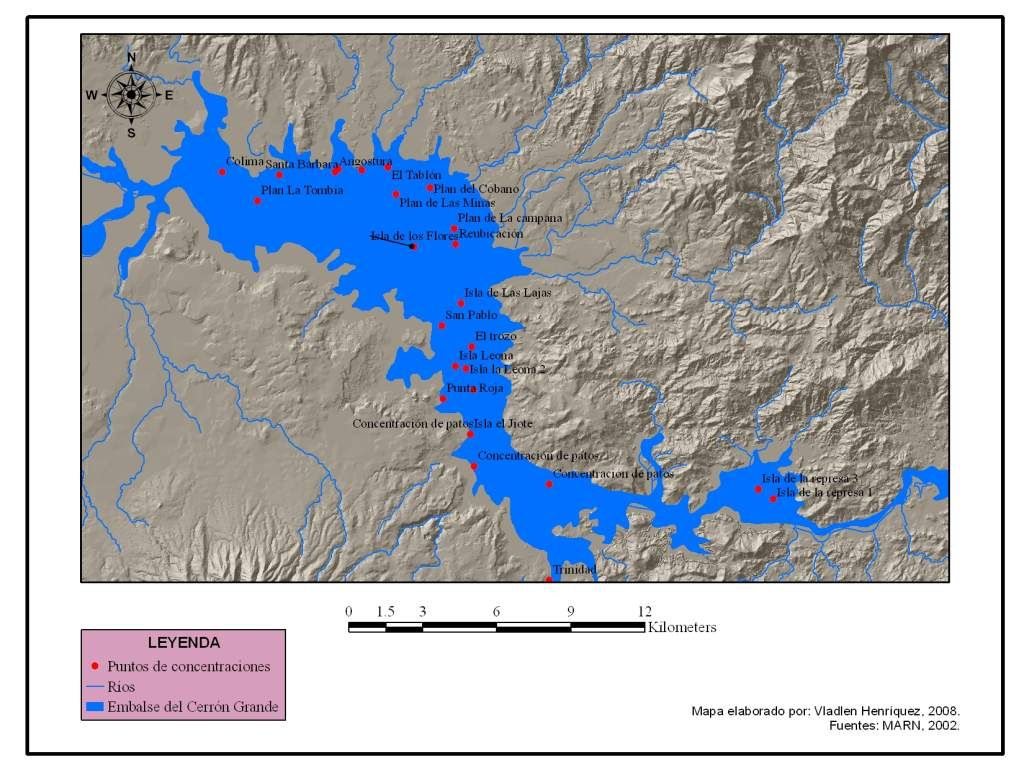 N
W E
S
Colima
Santa Bárbara
Angostura
El Tablón
Plan La Tombia
Plan del Cobano
Plan de Las Minas
Plan de La campana
Isla de los Flores
Reubicación
Isla de Las Lajas
San Pablo
El trozo
Isla Leona
Isla la Leona 2
Punta Roja
Concentración de patos
Isla el Jiote
Concentración de patos
Concentracion de patos
Isla de la represa 3
Isla de la represa 1
Trinidad
0 1.5 3 6 9 12
Kilometers
LEYENDA
Puntos de concentraciones
Ríos
Embalse del Cerrón Grande
Mapa elaborado por: Vladlen Henríquez, 2008.
Fuentes: MARN, 2002.